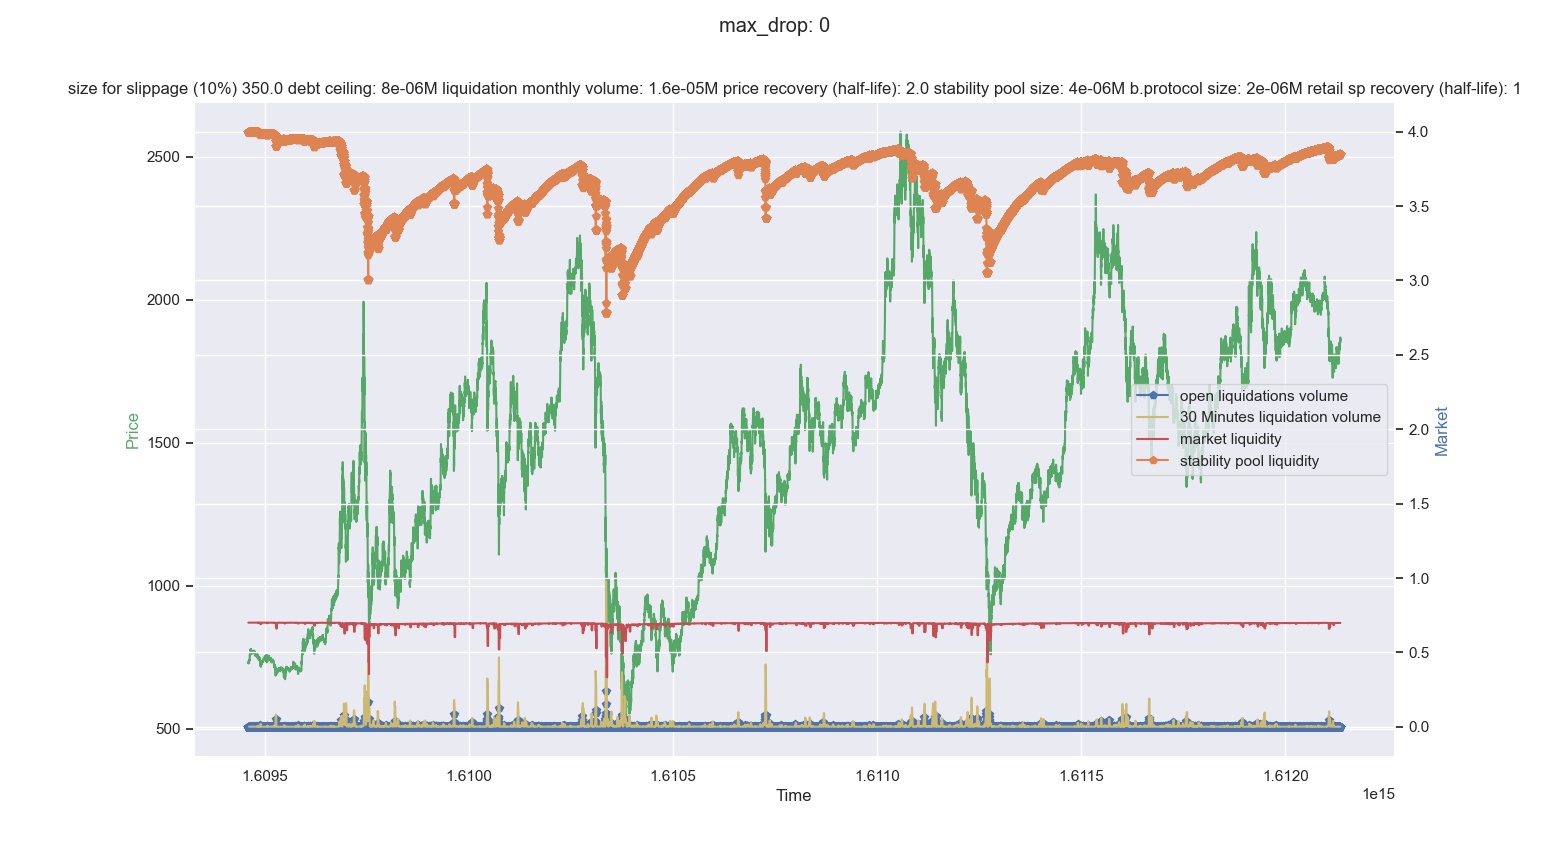 max_drop: 0
size for slippage (10%) 350.0 debt ceiling: 8e-06M liquidation monthly volume: 1.6e-05M price recovery (half-life): 2.0 stability pool size: 4e-06M b.protocol size: 2e-06M retail sp recovery (half-life): 1
2500
2000
1500
1000
500
Price
4.0
3.5
3.0
2.5
2.0
1.5
1.0
0.5
0.0
Market
open liquidations volume
30 Minutes liquidation volume
market liquidity
stability pool liquidity
1.6095
1.6100
1.6105
1.6110
1.6115
1.6120
Time
1e15